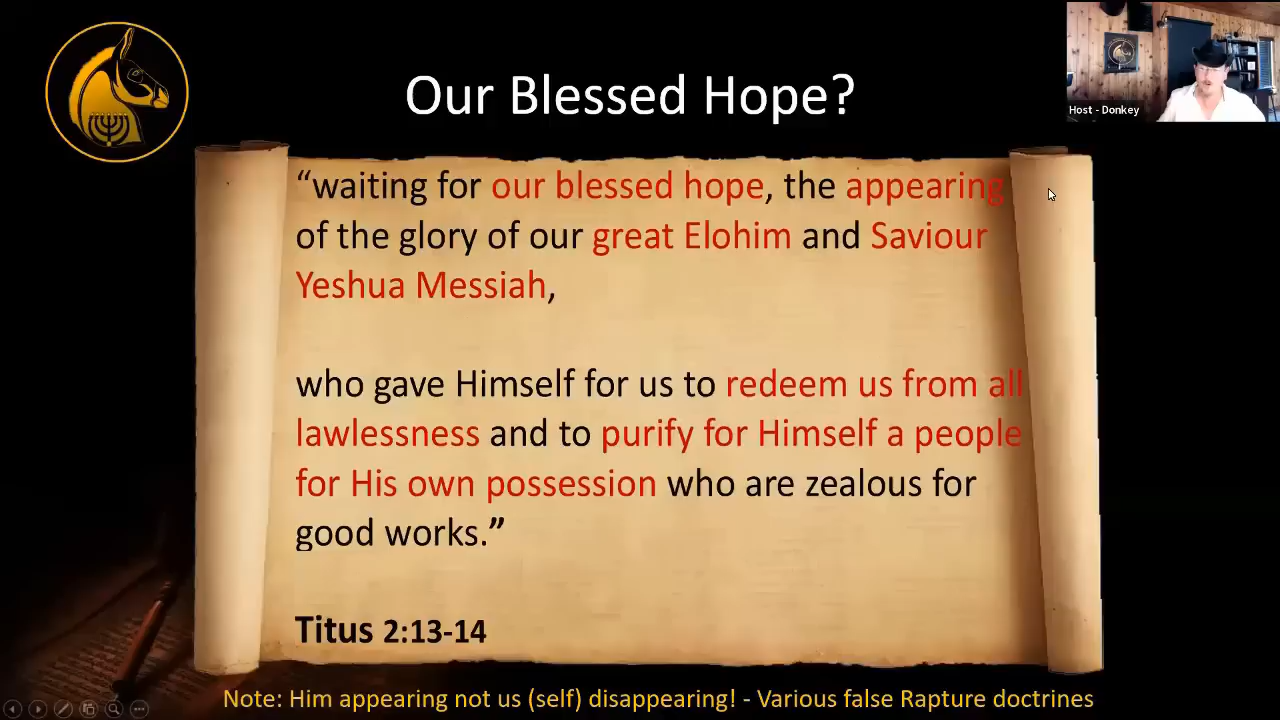 Our Blessed Hope?
Host - Donkey
“waiting for our blessed hope, the appearing
of the glory of our great Elohim and Saviour
Yeshua Messiah,
who gave Himself for us to redeem us from all
lawlessness and to purify for Himself a people
for His own possession who are zealous for
good works.”
Titus 2:13-14
Note: Him appearing not us (self) disappearing! - Various false Rapture doctrines